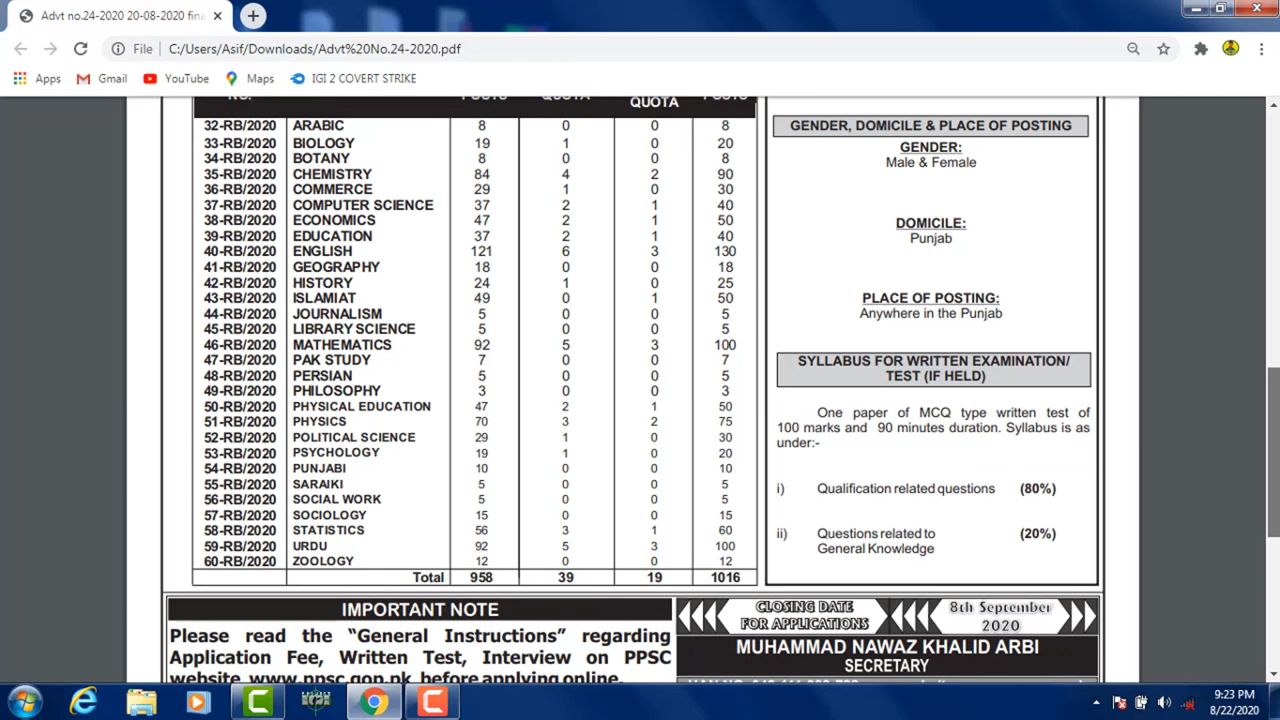 Advt no.24-2020 20-08-2020 fina
File | C:/Users/Asif/Downloads/Advt%20No.24-2020.pdf
Apps Gmail YouTube Maps IGI 2 COVERT STRIKE
NO. POSTS QUOTA QUOTA POSTS
32-RB/2020 ARABIC 8 0 0 8
33-RB/2020 BIOLOGY 19 1 0 20
34-RB/2020 BOTANY 8 0 0 8
35-RB/2020 CHEMISTRY 84 4 2 90
36-RB/2020 COMMERCE 29 1 0 30
37-RB/2020 COMPUTER SCIENCE 37 2 1 40
38-RB/2020 ECONOMICS 47 2 1 50
39-RB/2020 EDUCATION 37 2 1 40
40-RB/2020 ENGLISH 121 6 3 130
41-RB/2020 GEOGRAPHY 18 0 0 18
42-RB/2020 HISTORY 24 1 0 25
43-RB/2020 ISLAMIAT 49 0 1 50
44-RB/2020 JOURNALISM 5 0 0 5
45-RB/2020 LIBRARY SCIENCE 5 0 0 5
46-RB/2020 MATHEMATICS 92 5 3 100
47-RB/2020 PAK STUDY 7 0 0 7
48-RB/2020 PERSIAN 5 0 0 5
49-RB/2020 PHILOSOPHY 3 0 0 3
50-RB/2020 PHYSICAL EDUCATION 47 2 1 50
51-RB/2020 PHYSICS 70 3 2 75
52-RB/2020 POLITICAL SCIENCE 29 1 0 30
53-RB/2020 PSYCHOLOGY 19 1 0 20
54-RB/2020 PUNJABI 10 0 0 10
55-RB/2020 SARAIKI 5 0 0 5
56-RB/2020 SOCIAL WORK 5 0 0 5
57-RB/2020 SOCIOLOGY 15 0 0 15
58-RB/2020 STATISTICS 56 3 1 60
59-RB/2020 URDU 92 5 3 100
60-RB/2020 ZOOLOGY 12 0 0 12
Total 958 39 19 1016
GENDER, DOMICILE & PLACE OF POSTING
GENDER:
Male & Female
DOMICILE:
Punjab
PLACE OF POSTING:
Anywhere in the Punjab
SYLLABUS FOR WRITTEN EXAMINATION/
TEST (IF HELD)
One paper of MCQ type written test of
100 marks and 90 minutes duration. Syllabus is as
under:-
i) Qualification related questions (80%)
ii) Questions related to (20%)
General Knowledge
IMPORTANT NOTE
Please read the “General Instructions” regarding
Application Fee, Written Test, Interview on PPSC
website www.ppsc.gop.pk before applying online.
CLOSING DATE
FOR APPLICATIONS
8th September
2020
MUHAMMAD NAWAZ KHALID ARBI
SECRETARY
9:23 PM
8/22/2020